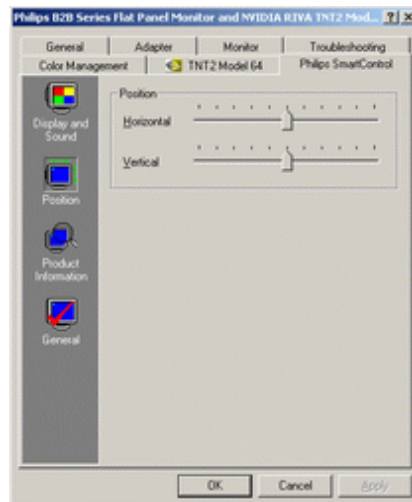 Philips B2B Series Flat Panel Monitor and NVIDIA RIVA TNT2 Mod...
General Adapter Monitor Troubleshooting
Color Management TNT2 Model 64 Philips SmartControl
Display and
Sound
Position
Product
Information
General
Position
Horizontal
Vertical
OK Cancel Apply